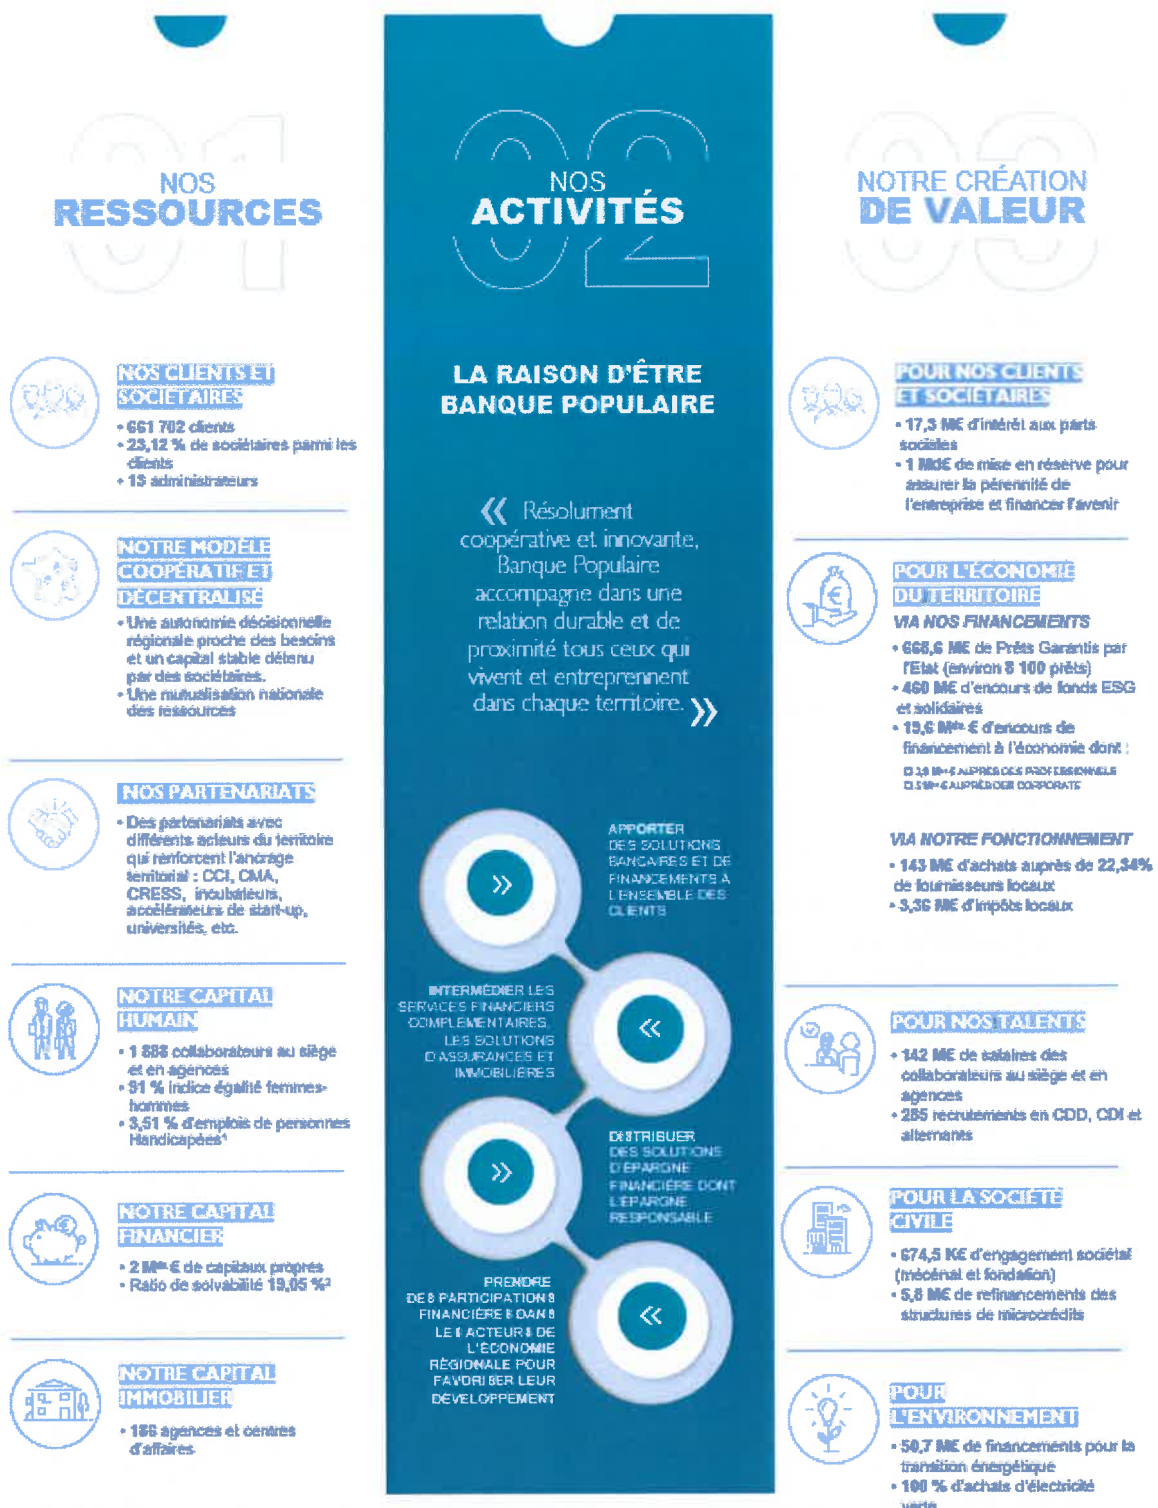 01
NOS
RESSOURCES
NOS CLIENTS ET
SOCIÉTAIRES
• 661 702 clients
• 23,12 % de sociétaires parmi les
clients
• 13 administrateurs
NOTRE MODÈLE
COOPÉRATIF ET
DÉCENTRALISÉ
• Une autonomie décisionnelle
régionale proche des besoins
et un capital stable détenu
par des sociétaires.
• Une mutualisation nationale
des ressources
NOS PARTENARIATS
• Des partenariats avec
différents acteurs du territoire
qui renforcent l'ancrage
territorial : CCI, CMA,
CRESS, incubateurs,
accélérateurs de start-up,
universités, etc.
NOTRE CAPITAL
HUMAIN
• 1 888 collaborateurs au siège
et en agences
• 91 % indice égalité femmes-
hommes
• 3,51 % d'emplois de personnes
Handicapées¹
NOTRE CAPITAL
FINANCIER
• 2 Mds € de capitaux propres
• Ratio de solvabilité 19,05 %²
NOTRE CAPITAL
IMMOBILIER
• 186 agences et centres
d'affaires
02
NOS
ACTIVITÉS
LA RAISON D'ÊTRE
BANQUE POPULAIRE
« Résolument
coopérative et innovante,
Banque Populaire
accompagne dans une
relation durable et de
proximité tous ceux qui
vivent et entreprennent
dans chaque territoire. »
APPORTER
DES SOLUTIONS
BANCAIRES ET DE
FINANCEMENTS À
L'ENSEMBLE DES
CLIENTS
INTERMÉDIER LES
SERVICES FINANCIERS
COMPLÉMENTAIRES,
LES SOLUTIONS
D'ASSURANCES ET
IMMOBILIÈRES
DISTRIBUER
DES SOLUTIONS
D'ÉPARGNE
FINANCIÈRE DONT
L'ÉPARGNE
RESPONSABLE
PRENDRE
DES PARTICIPATIONS
FINANCIÈRES DANS
LES ACTEURS DE
L'ÉCONOMIE
RÉGIONALE POUR
FAVORISER LEUR
DÉVELOPPEMENT
03
NOTRE CRÉATION
DE VALEUR
POUR NOS CLIENTS
ET SOCIÉTAIRES
• 17,3 M€ d'intérêt aux parts
sociales
• 1 Md€ de mise en réserve pour
assurer la pérennité de
l'entreprise et financer l'avenir
POUR L'ÉCONOMIE
DU TERRITOIRE
VIA NOS FINANCEMENTS
• 668,6 M€ de Prêts Garantis par
l'Etat (environ 8 100 prêts)
• 460 M€ d'encours de fonds ESG
et solidaires
• 19,6 Mds € d'encours de
financement à l'économie dont :
AUPRÈS DES PROFESSIONNELS
AUPRÈS DES CORPORATE
VIA NOTRE FONCTIONNEMENT
• 143 M€ d'achats auprès de 22,34%
de fournisseurs locaux
• 3,36 M€ d'impôts locaux
POUR NOS TALENTS
• 142 M€ de salaires des
collaborateurs au siège et en
agences
• 285 recrutements en CDD, CDI et
alternants
POUR LA SOCIÉTÉ
CIVILE
• 674,5 K€ d'engagement sociétal
(mécénat et fondation)
• 5,8 M€ de refinancements des
structures de microcrédits
POUR
L'ENVIRONNEMENT
• 50,7 M€ de financements pour la
transition énergétique
• 100 % d'achats d'électricité
verte